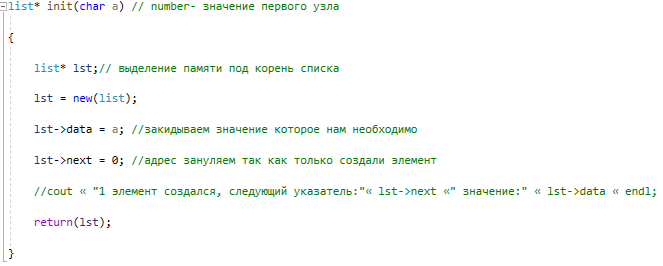 list* init(char a) // number- значение первого узла
{
list* lst;// выделение памяти под корень списка
lst = new(list);
lst->data = a; //закидываем значение которое нам необходимо
lst->next = 0; //адрес зануляем так как только создали элемент
//cout « "1 элемент создался, следующий указатель:"« lst->next «" значение:" « lst->data « endl;
return(lst);
}